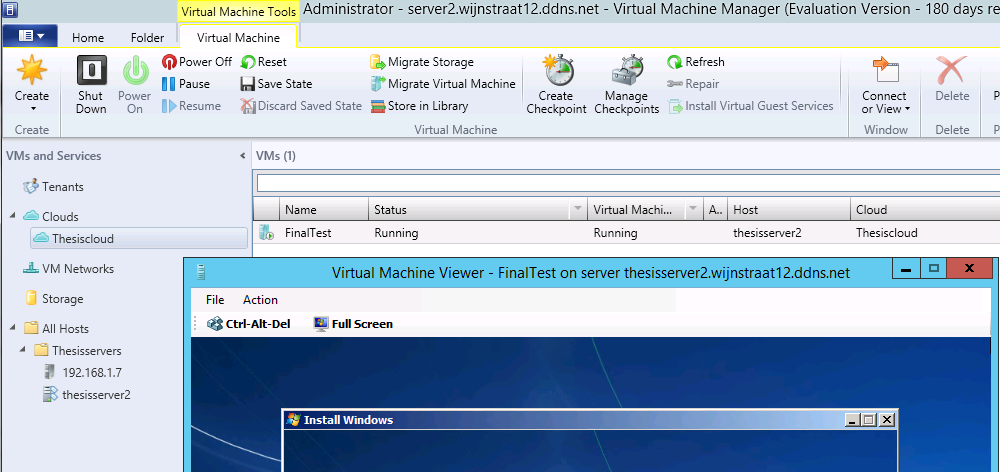 Virtual Machine Tools
Administrator - server2.wijnstraat12.ddns.net - Virtual Machine Manager (Evaluation Version - 180 days re
Home Folder Virtual Machine
Create
Shut Down
Power On
Power Off
Pause
Resume
Reset
Save State
Discard Saved State
Migrate Storage
Migrate Virtual Machine
Store in Library
Create Checkpoint
Manage Checkpoints
Refresh
Repair
Install Virtual Guest Services
Connect or View
Delete
P
Create Virtual Machine Window Delete
VMs and Services
VMs (1)
Tenants
Clouds
Thesiscloud
VM Networks
Storage
All Hosts
Thesisservers
192.168.1.7
thesisserver2
Name Status Virtual Machi... A.. Host Cloud
FinalTest Running Running thesisserver2 Thesiscloud
Virtual Machine Viewer - FinalTest on server thesisserver2.wijnstraat12.ddns.net
File Action
Ctrl-Alt-Del Full Screen
Install Windows